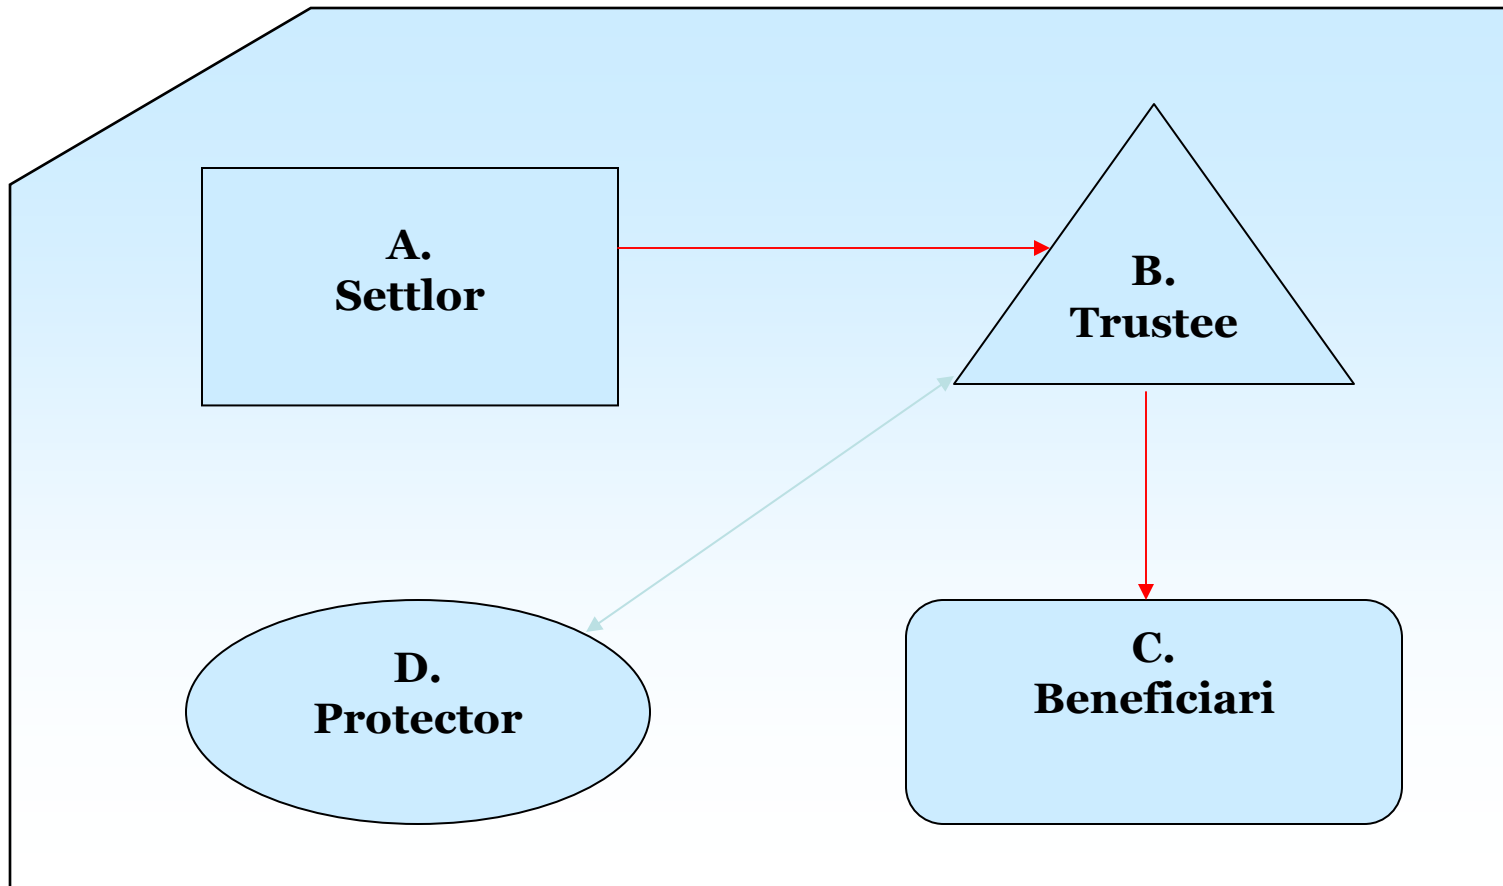 A.
Settlor
B.
Trustee
D.
Protector
C.
Beneficiari